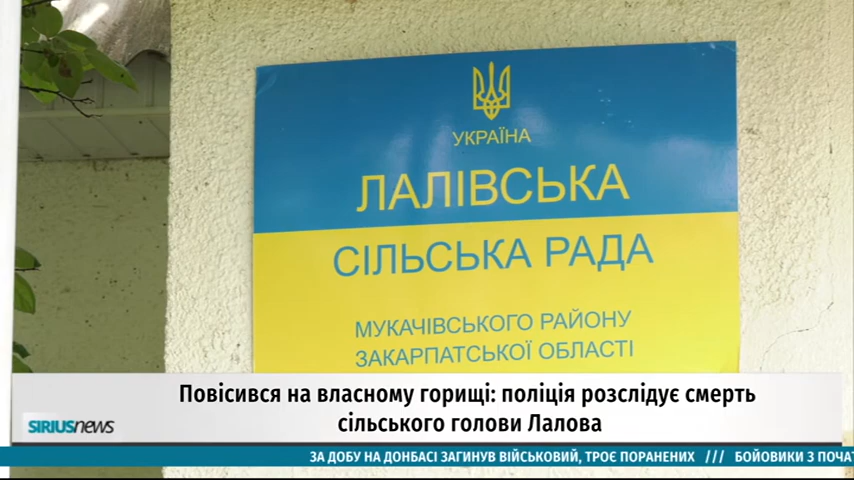 УКРАЇНА
ЛАЛІВСЬКА
СІЛЬСЬКА РАДА
МУКАЧІВСЬКОГО РАЙОНУ
ЗАКАРПАТСЬКОЇ ОБЛАСТІ
Повісився на власному горищі: поліція розслідує смерть
сільського голови Лалова
SIRIUSNEWS
ЗА ДОБУ НА ДОНБАСІ ЗАГИНУВ ВІЙСЬКОВИЙ, ТРОЄ ПОРАНЕНИХ /// БОЙОВИКИ З ПОЧА